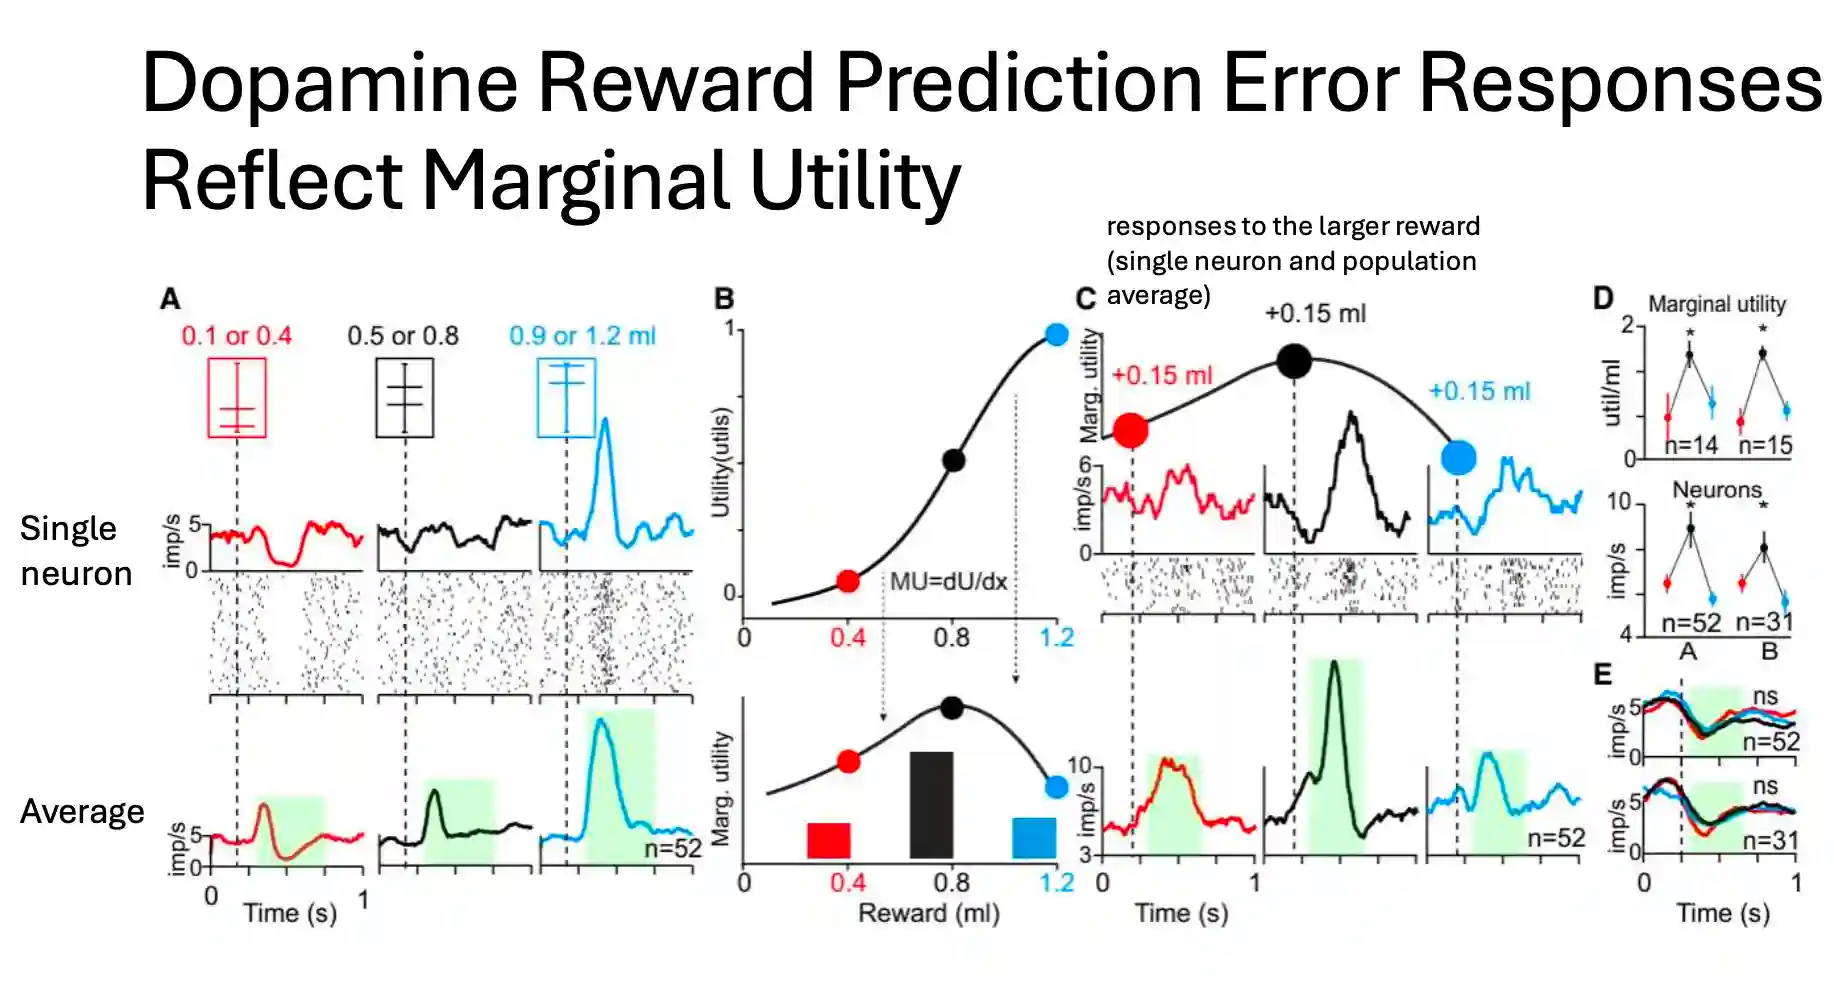 Dopamine Reward Prediction Error Responses
Reflect Marginal Utility
responses to the larger reward
(single neuron and population
average)
A
0.1 or 0.4
0.5 or 0.8
0.9 or 1.2 ml
Single
neuron
imp/s
5
0
Average
imp/s
5
0
n=52
0
1
Time (s)
B
Utility(utils)
1
0
MU=dU/dx
0
0.4
0.8
1.2
Marg. utility
0
0.4
0.8
1.2
Reward (ml)
C
Marg. utility
+0.15 ml
+0.15 ml
+0.15 ml
imp/s
6
0
imp/s
10
3
n=52
0
1
Time (s)
D
Marginal utility
util/ml
2
0
*
*
n=14
n=15
Neurons
imp/s
10
4
*
*
n=52
n=31
A
B
E
imp/s
5
0
ns
n=52
imp/s
5
0
ns
n=31
0
1
Time (s)